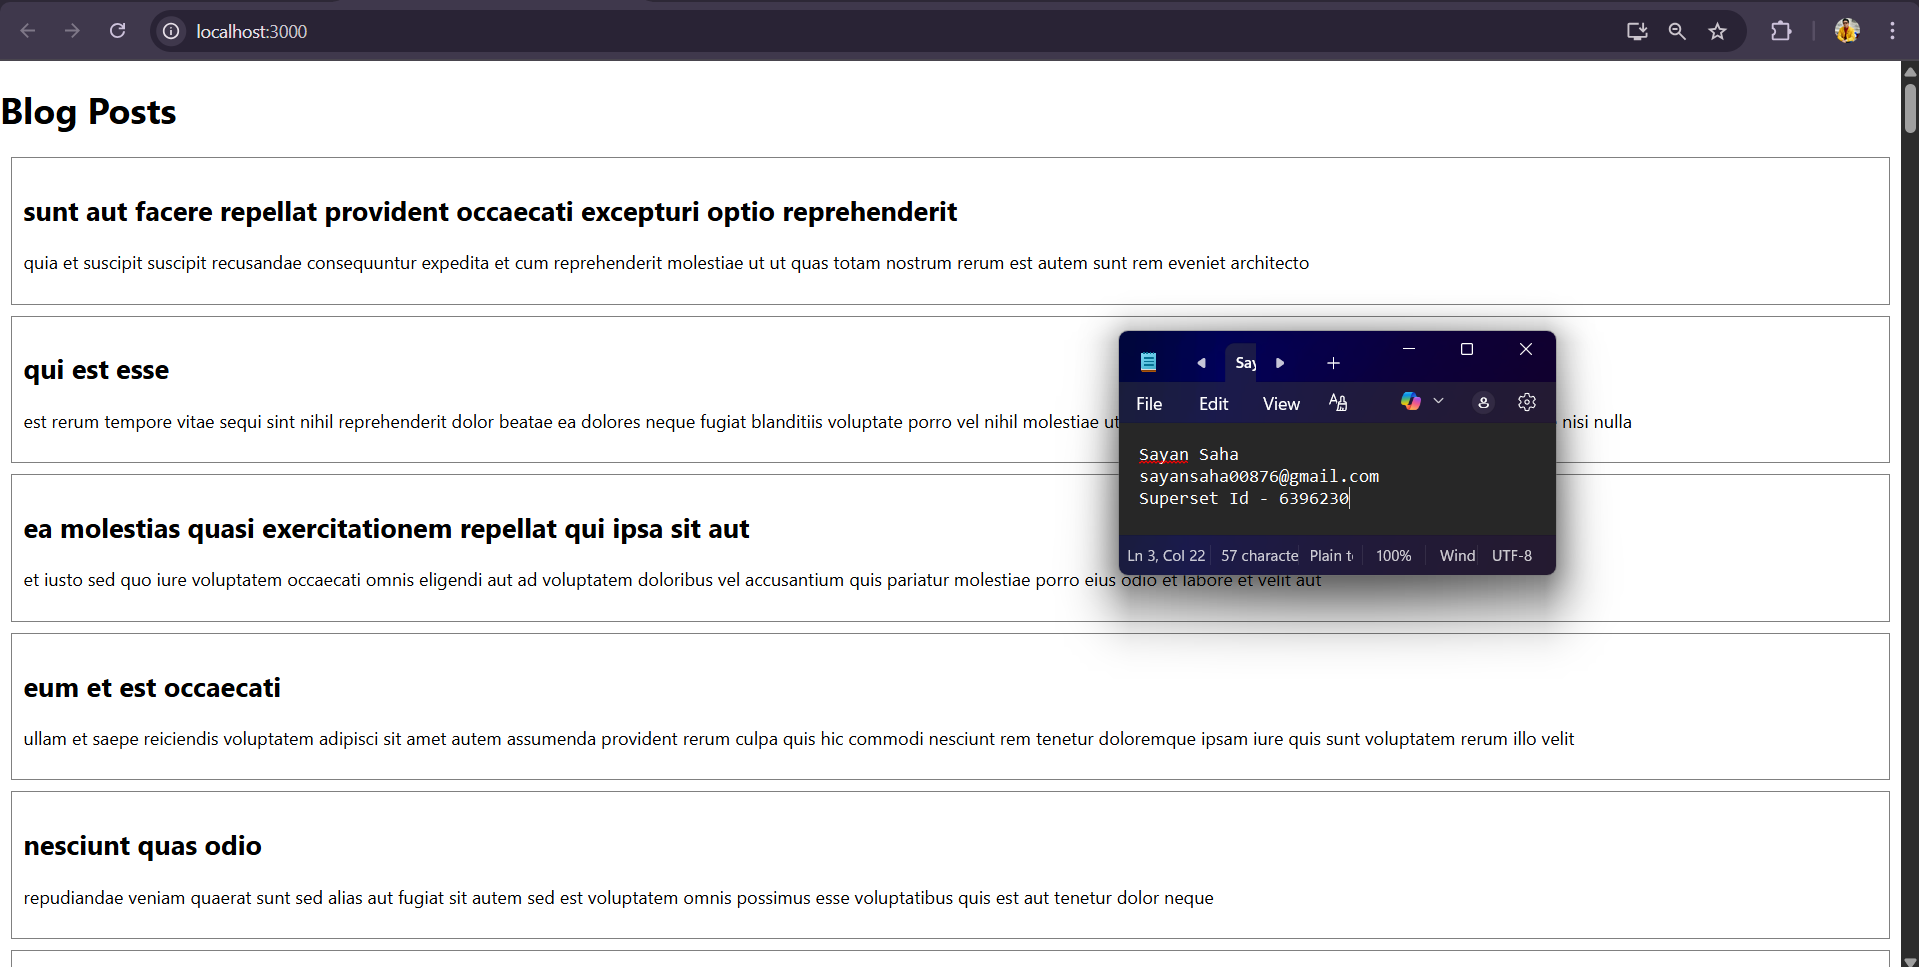 localhost:3000
Blog Posts
sunt aut facere repellat provident occaecati excepturi optio reprehenderit
quia et suscipit suscipit recusandae consequuntur expedita et cum reprehenderit molestiae ut ut quas totam nostrum rerum est autem sunt rem eveniet architecto
qui est esse
est rerum tempore vitae sequi sint nihil reprehenderit dolor beatae ea dolores neque fugiat blanditiis voluptate porro vel nihil molestiae ut nisi nulla
ea molestias quasi exercitationem repellat qui ipsa sit aut
et iusto sed quo iure voluptatem occaecati omnis eligendi aut ad voluptatem doloribus vel accusantium quis pariatur molestiae porro eius odio et labore et velit aut
eum et est occaecati
ullam et saepe reiciendis voluptatem adipisci sit amet autem assumenda provident rerum culpa quis hic commodi nesciunt rem tenetur doloremque ipsam iure quis sunt voluptatem rerum illo velit
nesciunt quas odio
repudiandae veniam quaerat sunt sed alias aut fugiat sit autem sed est voluptatem omnis possimus esse voluptatibus quis est aut tenetur dolor neque
Say
File Edit View
Sayan Saha
sayansaha00876@gmail.com
Superset Id - 6396230
Ln 3, Col 22 57 characte Plain t 100% Wind UTF-8